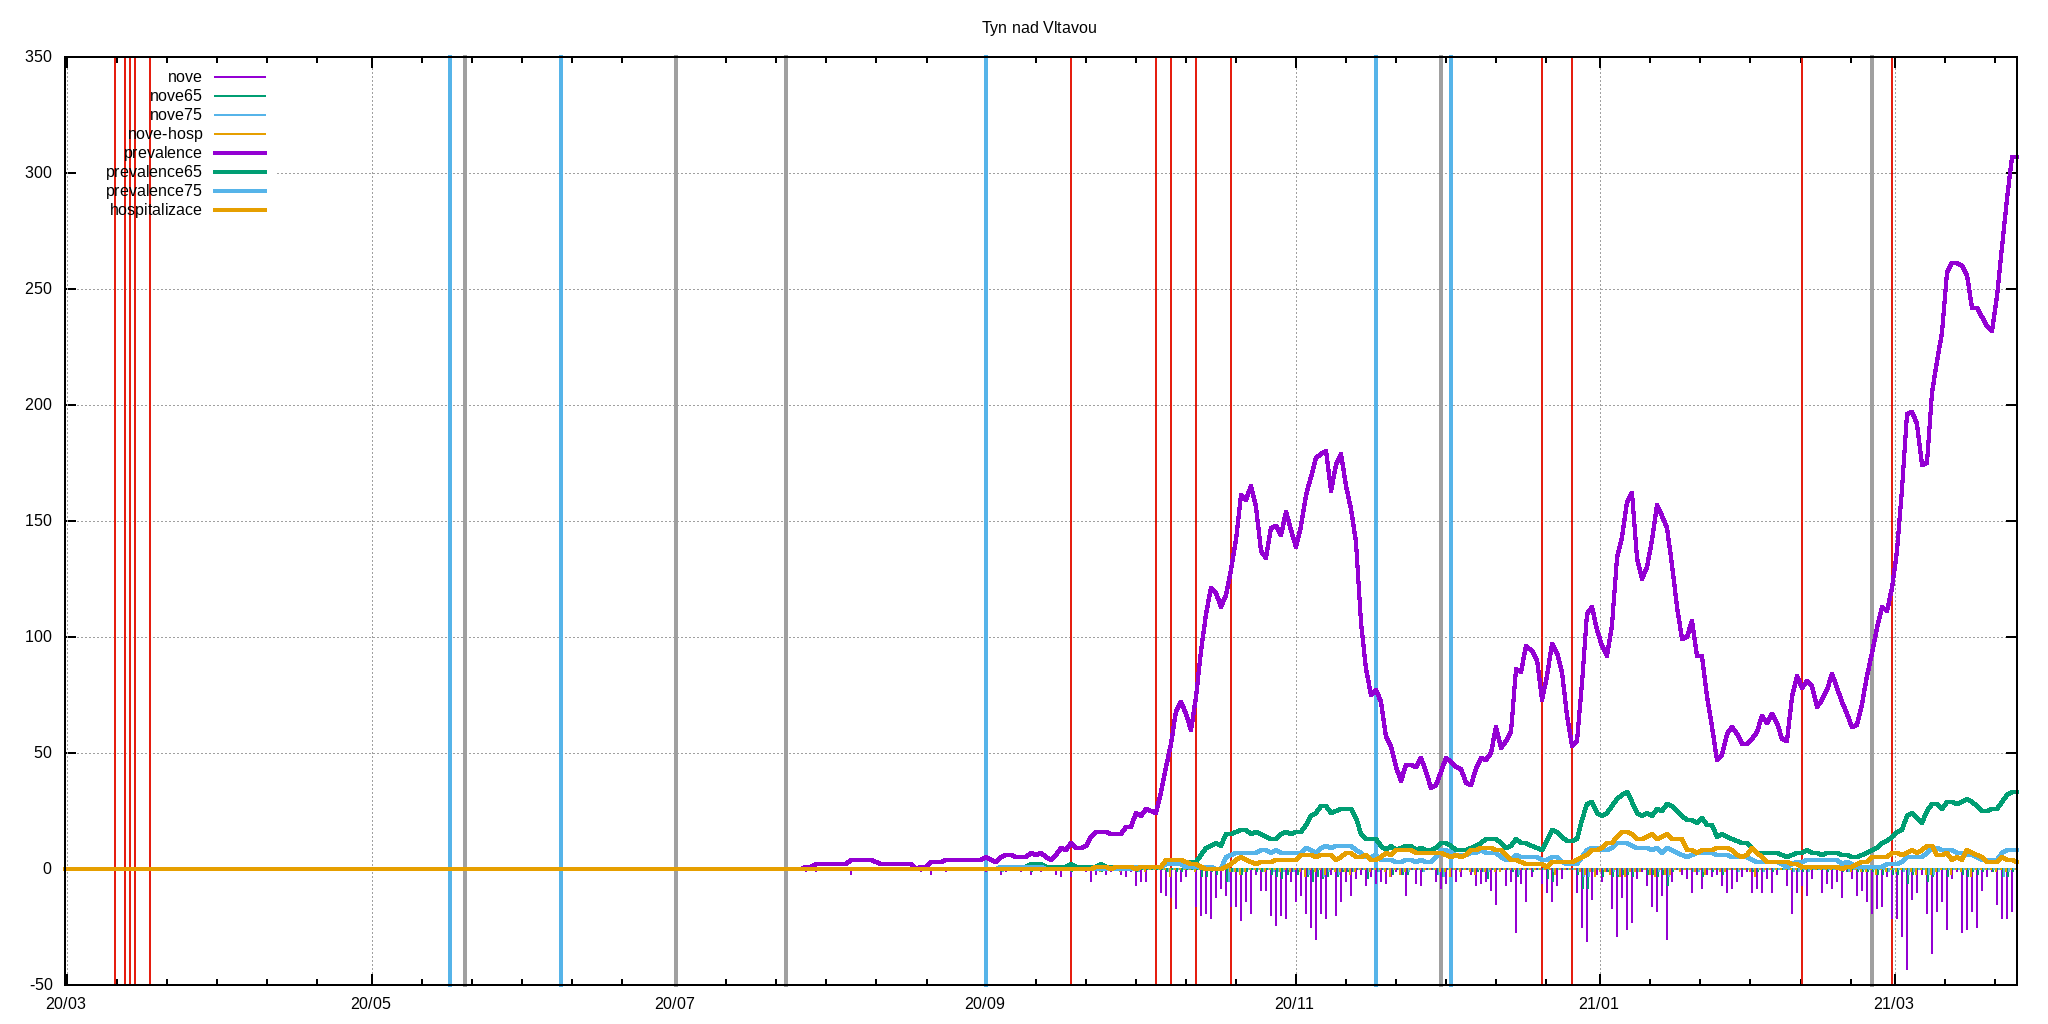 Tyn nad Vltavou
350
300
250
200
150
100
50
0
-50
nove
nove65
nove75
nove-hosp
prevalence
prevalence65
prevalence75
hospitalizace
20/03 20/05 20/07 20/09 20/11 21/01 21/03